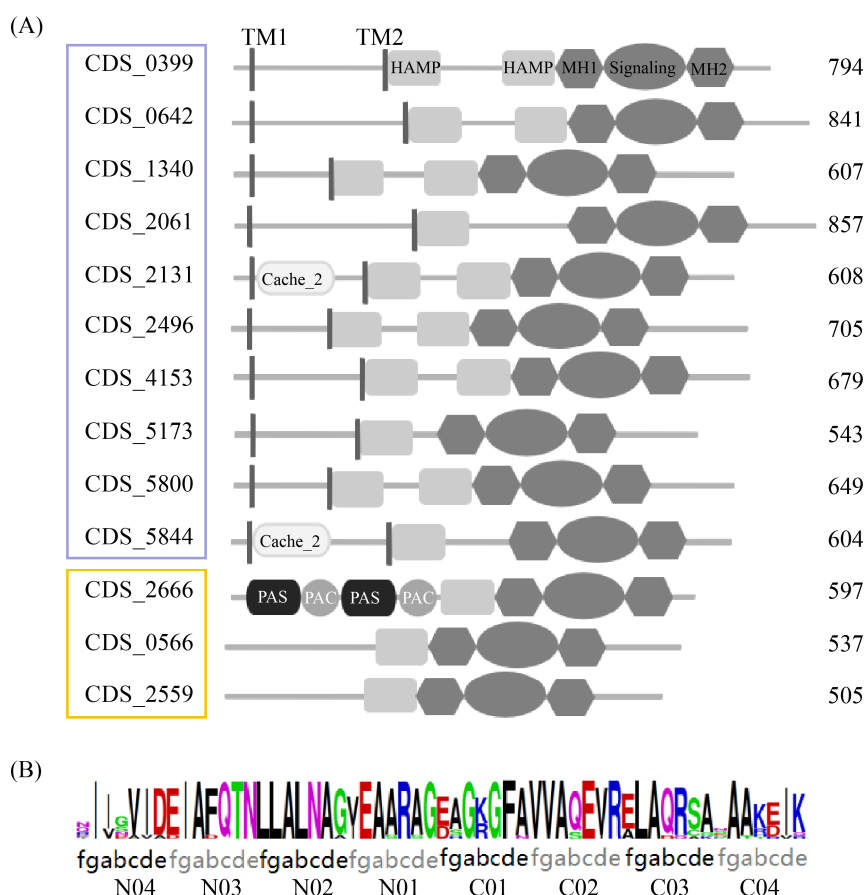 (A)
TM1 TM2
CDS_0399 HAMP HAMP MH1 Signaling MH2 794
CDS_0642 841
CDS_1340 607
CDS_2061 857
CDS_2131 Cache_2 608
CDS_2496 705
CDS_4153 679
CDS_5173 543
CDS_5800 649
CDS_5844 Cache_2 604
CDS_2666 PAS PAC PAS PAC 597
CDS_0566 537
CDS_2559 505
(B)
fgabcdefgabcdefgabcdefgabcdefgabcdefgabcdefgabcdefgabcde
N04 N03 N02 N01 C01 C02 C03 C04